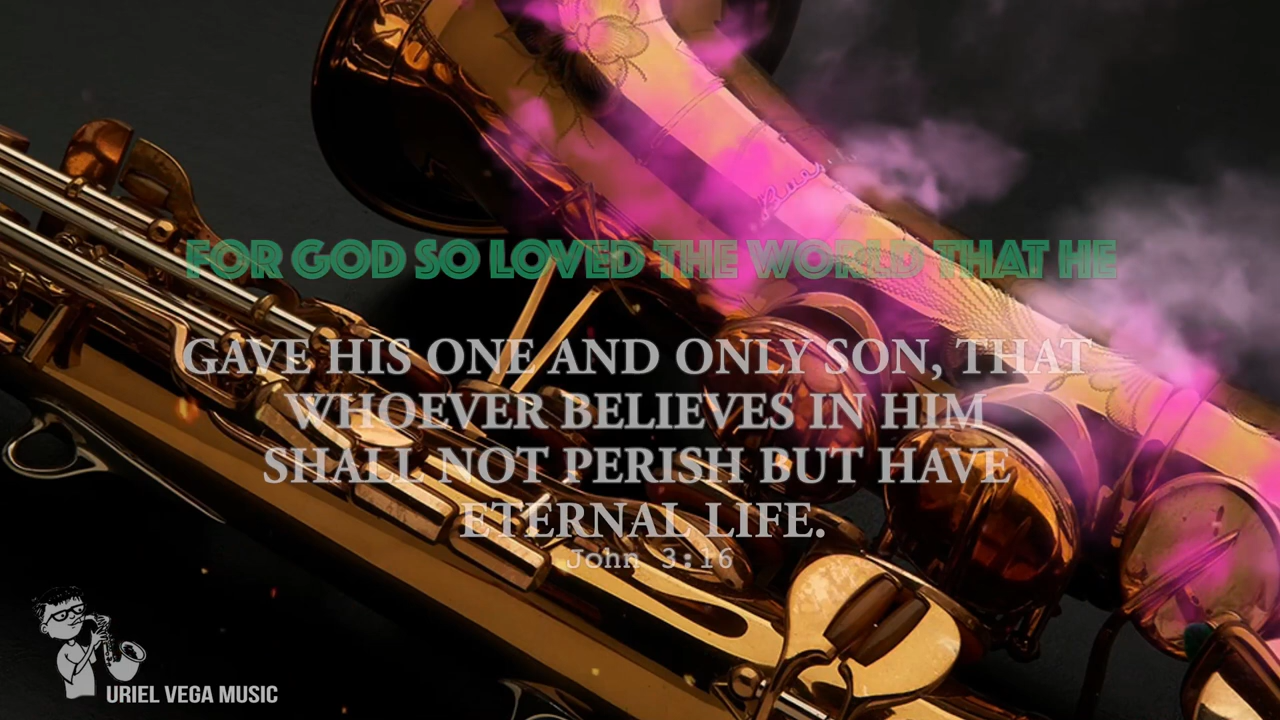 FOR GOD SO LOVED THE WORLD THAT HE
GAVE HIS ONE AND ONLY SON, THAT
WHOEVER BELIEVES IN HIM
SHALL NOT PERISH BUT HAVE
ETERNAL LIFE.
John 3:16
URIEL VEGA MUSIC